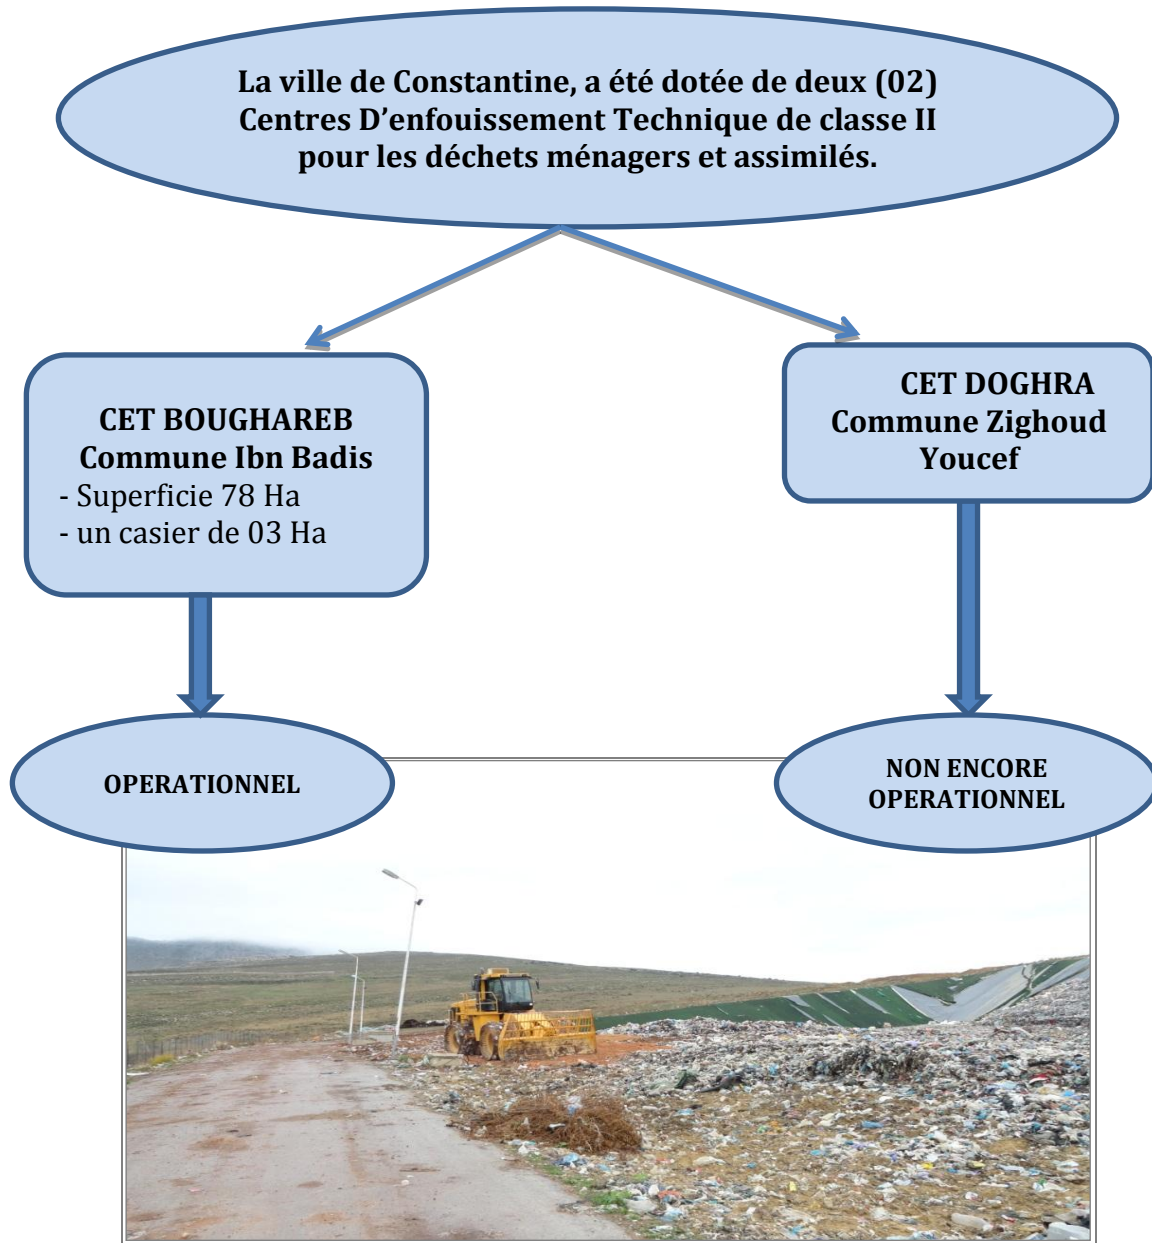 La ville de Constantine, a été dotée de deux (02)
Centres D’enfouissement Technique de classe II
pour les déchets ménagers et assimilés.
CET BOUGHAREB
Commune Ibn Badis
- Superficie 78 Ha
- un casier de 03 Ha
CET DOGHRA
Commune Zighoud
Youcef
OPERATIONNEL
NON ENCORE
OPERATIONNEL